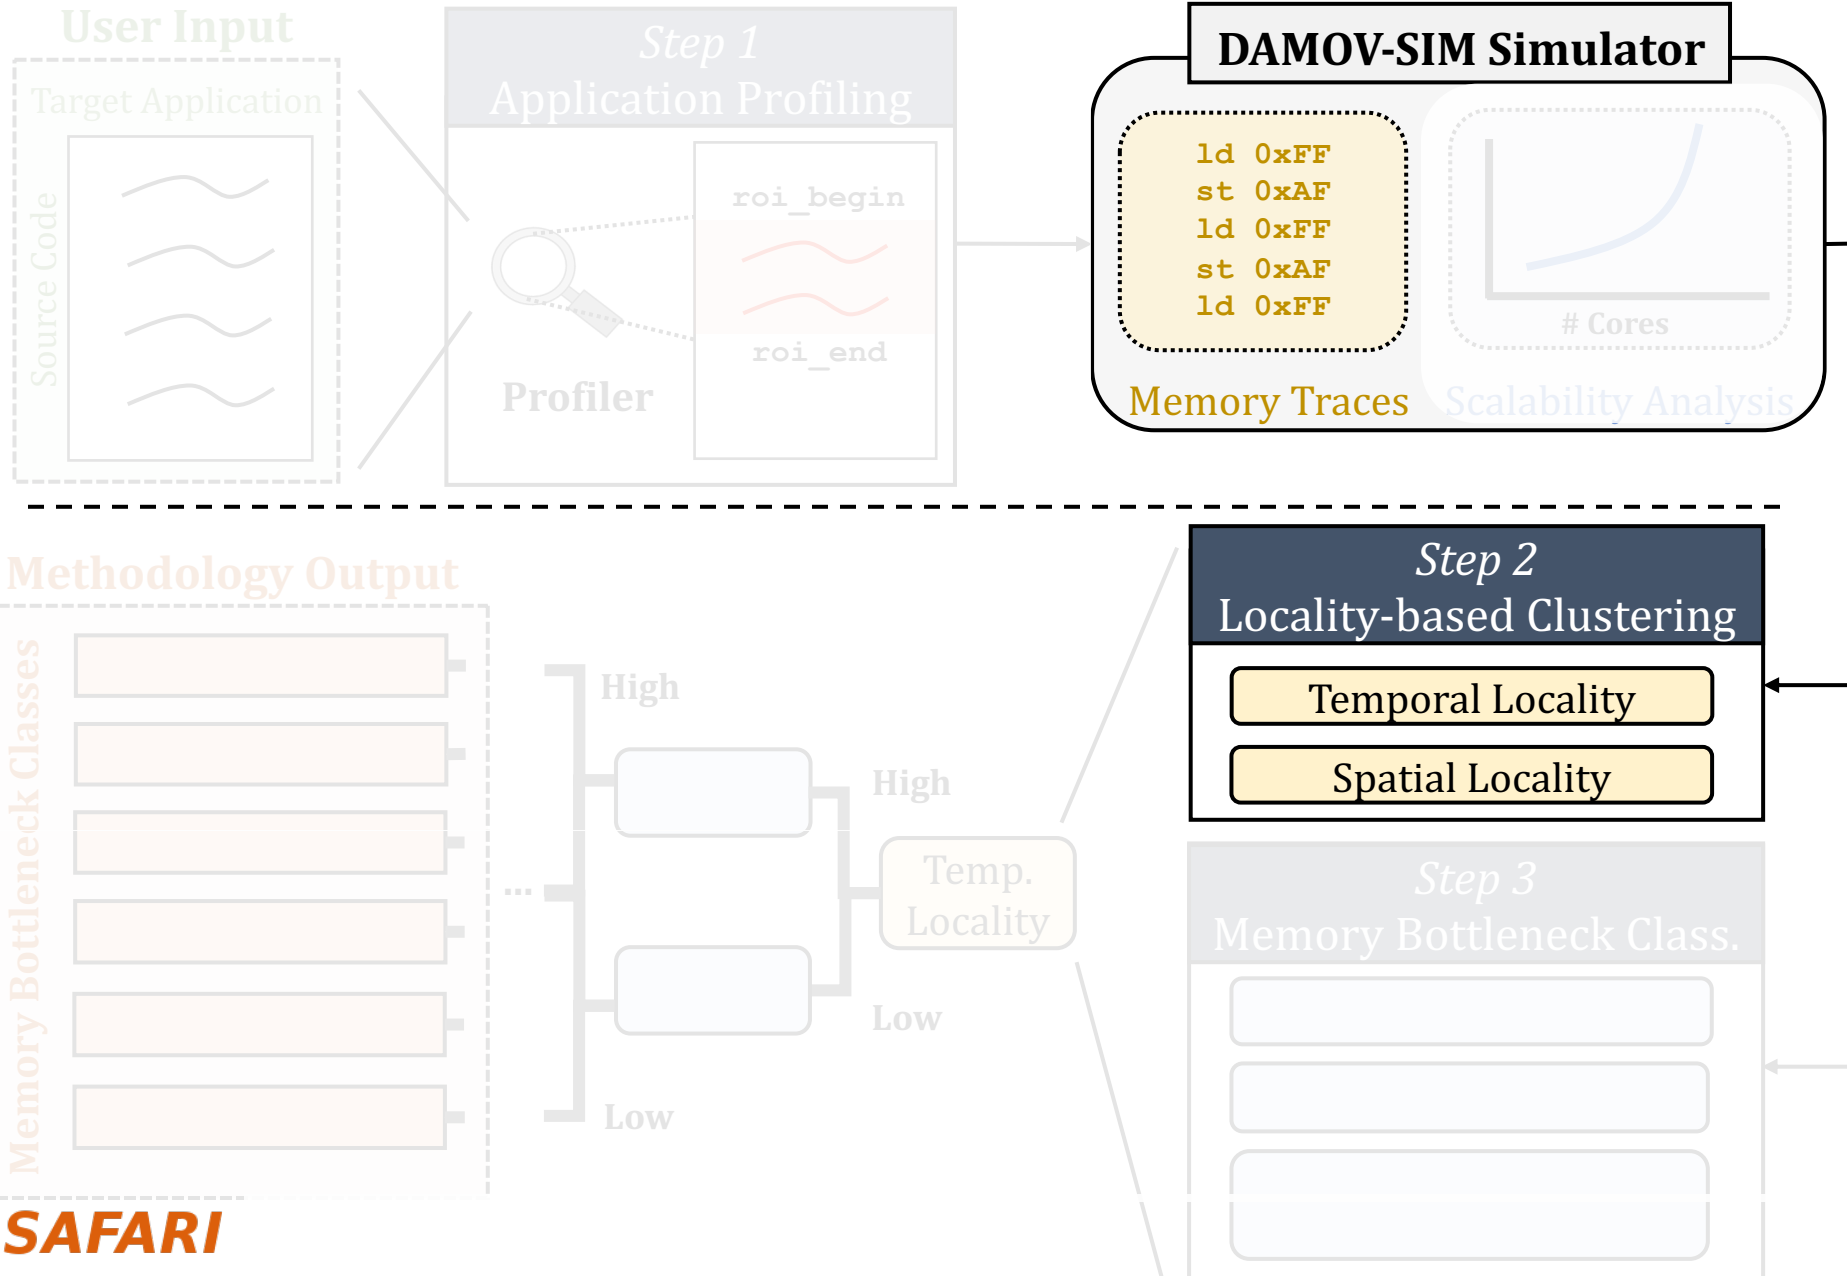 User Input
Target Application
Source Code
Step 1
Application Profiling
roi_begin
roi_end
Profiler
DAMOV-SIM Simulator
ld 0xFF
st 0xAF
ld 0xFF
st 0xAF
ld 0xFF
Memory Traces
# Cores
Scalability Analysis
Methodology Output
Memory Bottleneck Classes
High
Low
...
High
Low
Temp.
Locality
Step 2
Locality-based Clustering
Temporal Locality
Spatial Locality
Step 3
Memory Bottleneck Class.
SAFARI